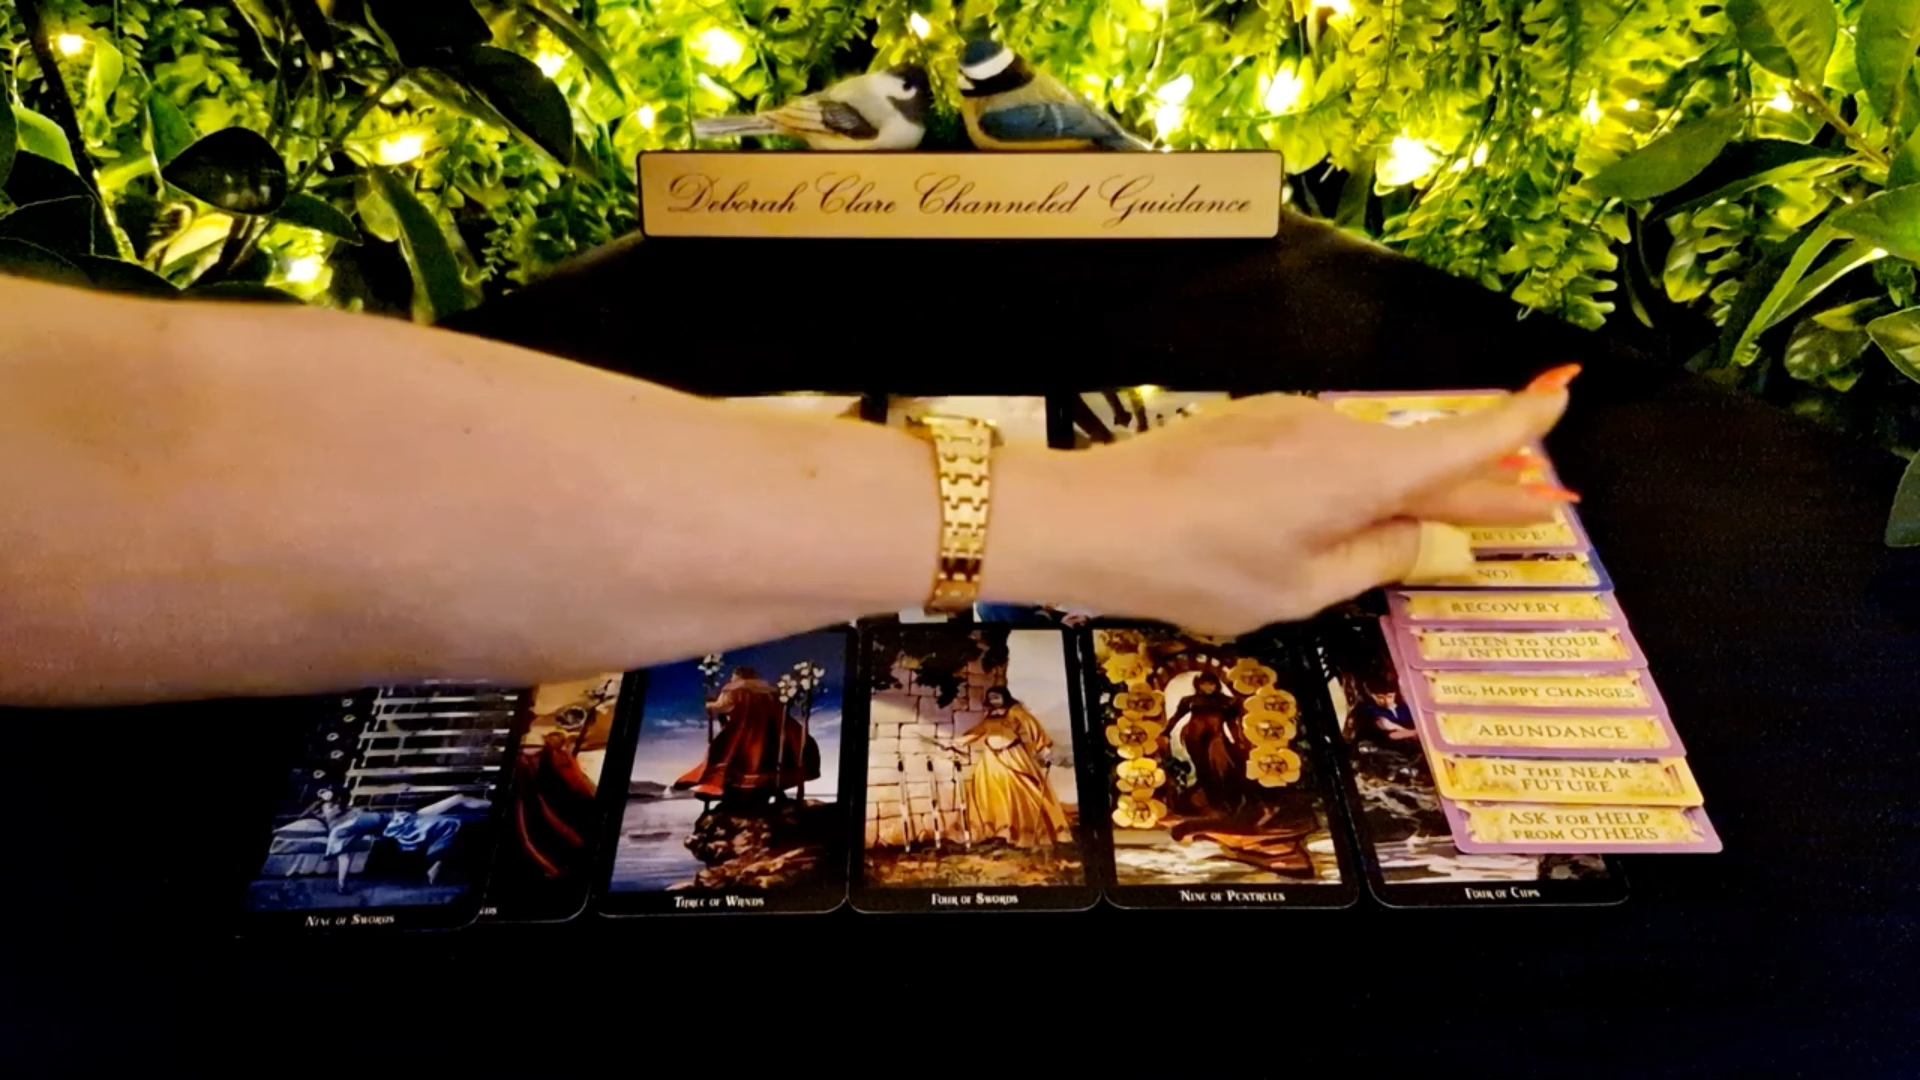 Deborah Clare Channeled Guidance
NO!
RECOVERY
LISTEN TO YOUR
INTUITION
BIG, HAPPY CHANGES
ABUNDANCE
IN THE NEAR
FUTURE
ASK FOR HELP
FROM OTHERS
NINE OF SWORDS
THREE OF WANDS
FOUR OF SWORDS
NINE OF PENTACLES
FOUR OF CUPS